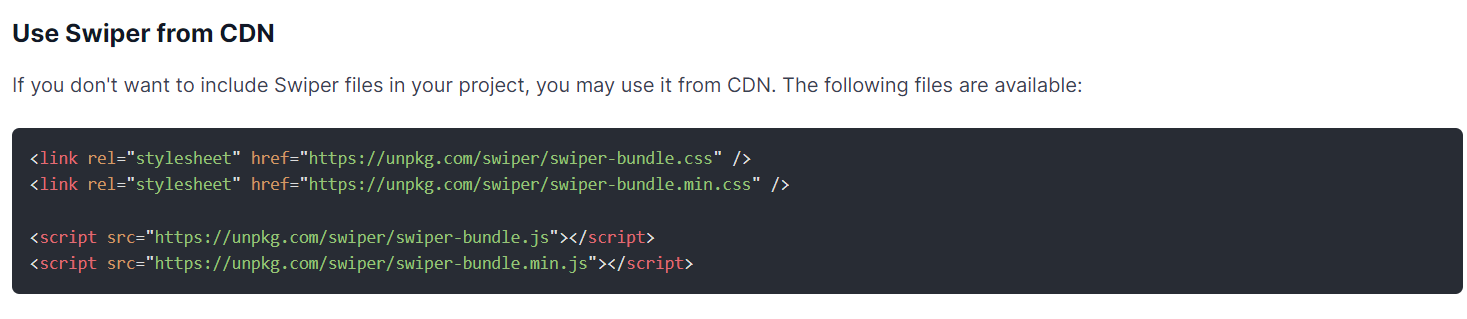 Use Swiper from CDN
If you don't want to include Swiper files in your project, you may use it from CDN. The following files are available:
<link rel="stylesheet" href="https://unpkg.com/swiper/swiper-bundle.css" />
<link rel="stylesheet" href="https://unpkg.com/swiper/swiper-bundle.min.css" />
<script src="https://unpkg.com/swiper/swiper-bundle.js"></script>
<script src="https://unpkg.com/swiper/swiper-bundle.min.js"></script>